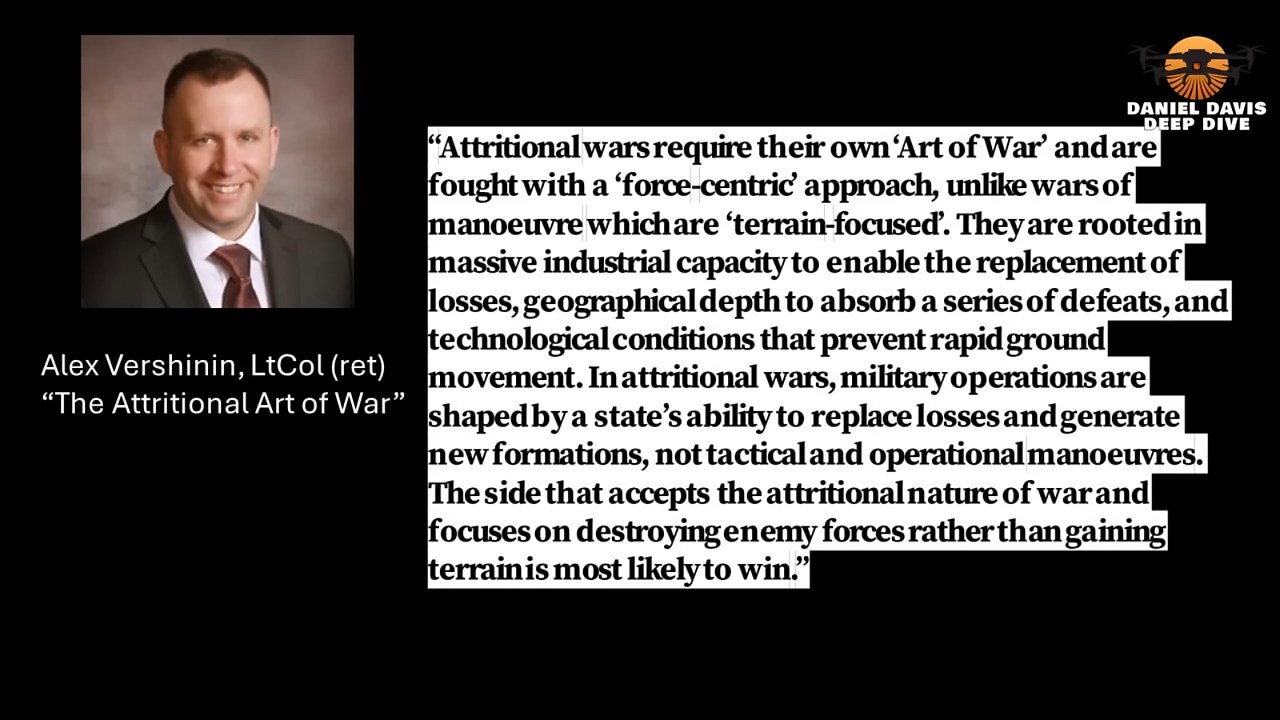 DANIEL DAVIS
DEEP DIVE
“Attritional wars require their own ‘Art of War’ and are
fought with a ‘force-centric’ approach, unlike wars of
manoeuvre which are ‘terrain-focused’. They are rooted in
massive industrial capacity to enable the replacement of
losses, geographical depth to absorb a series of defeats, and
technological conditions that prevent rapid ground
movement. In attritional wars, military operations are
shaped by a state’s ability to replace losses and generate
new formations, not tactical and operational manoeuvres.
The side that accepts the attritional nature of war and
focuses on destroying enemy forces rather than gaining
terrain is most likely to win.”
Alex Vershinin, LtCol (ret)
“The Attritional Art of War”